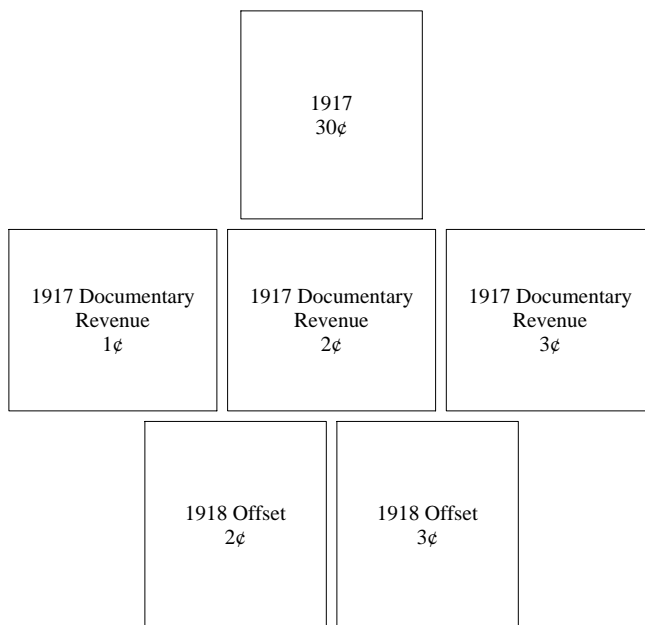 1917
30¢
1917 Documentary
Revenue
1¢
1917 Documentary
Revenue
2¢
1917 Documentary
Revenue
3¢
1918 Offset
2¢
1918 Offset
3¢